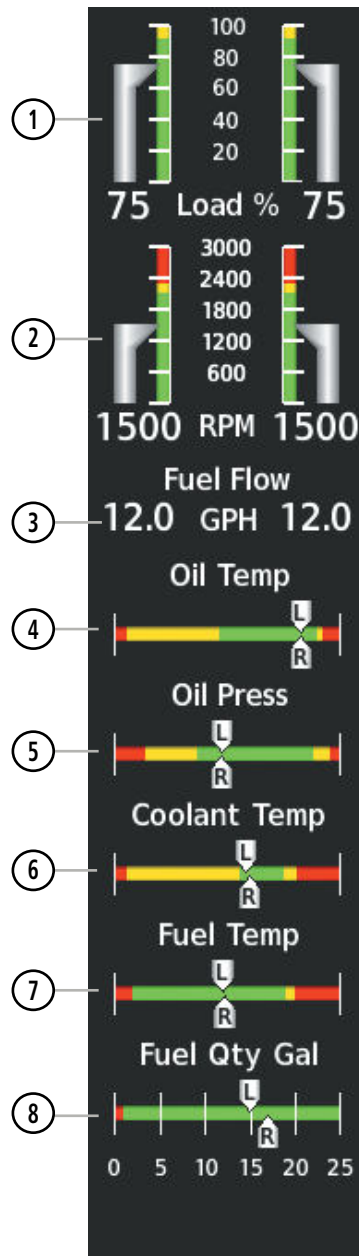 100
80
60
40
20
1
75 Load % 75
3000
2400
1800
1200
600
2
1500 RPM 1500
Fuel Flow
3
12.0 GPH 12.0
Oil Temp
L
4
R
Oil Press
L
5
R
Coolant Temp
L
6
R
Fuel Temp
L
7
R
Fuel Qty Gal
L
8
R
0 5 10 15 20 25